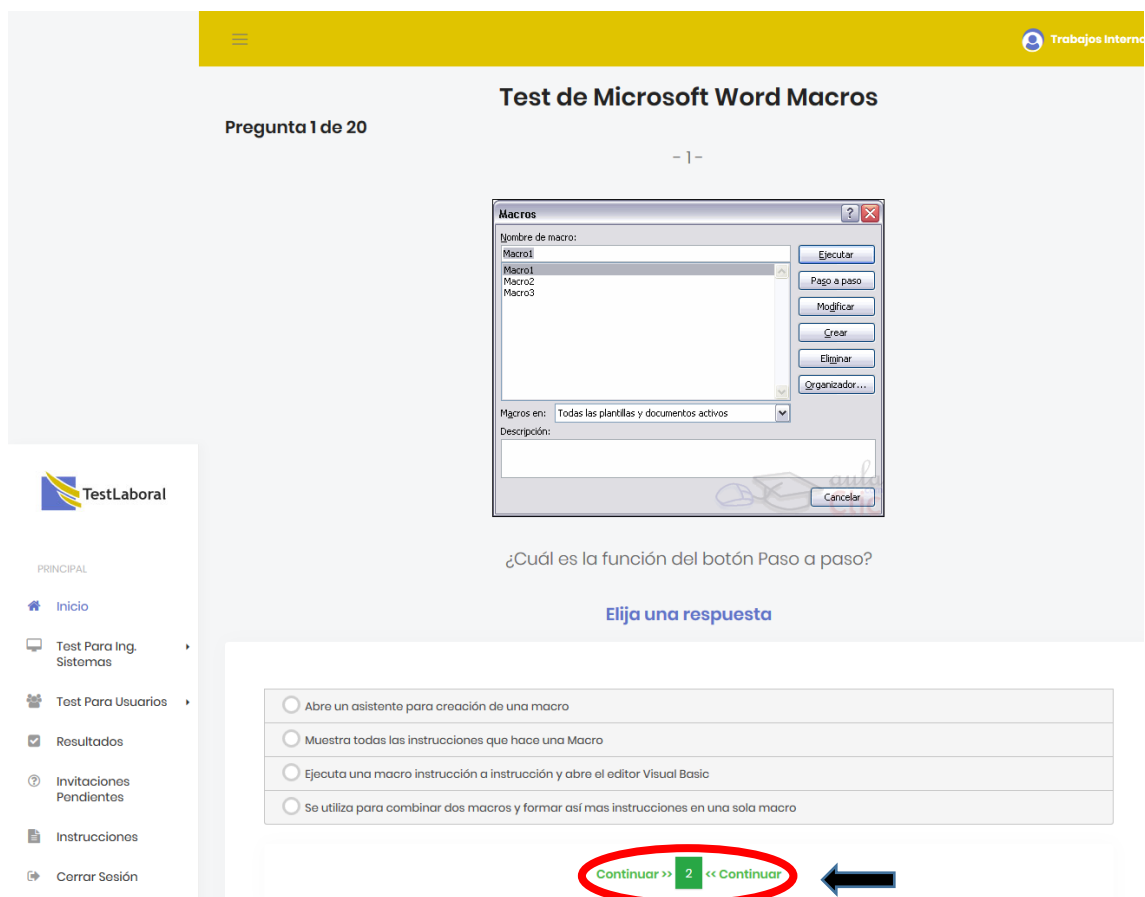 Trabajos Interno
Test de Microsoft Word Macros
Pregunta 1 de 20
- 1 -
Macros
Nombre de macro:
Macro1
Macro1
Macro2
Macro3
Ejecutar
Paso a paso
Modificar
Crear
Eliminar
Organizador...
Macros en: Todas las plantillas y documentos activos
Descripción:
aula
Clic
Cancelar
¿Cuál es la función del botón Paso a paso?
Elija una respuesta
Abre un asistente para creación de una macro
Muestra todas las instrucciones que hace una Macro
Ejecuta una macro instrucción a instrucción y abre el editor Visual Basic
Se utiliza para combinar dos macros y formar así mas instrucciones en una sola macro
Continuar >> 2 << Continuar
TestLaboral
PRINCIPAL
Inicio
Test Para Ing.
Sistemas
Test Para Usuarios
Resultados
Invitaciones
Pendientes
Instrucciones
Cerrar Sesión